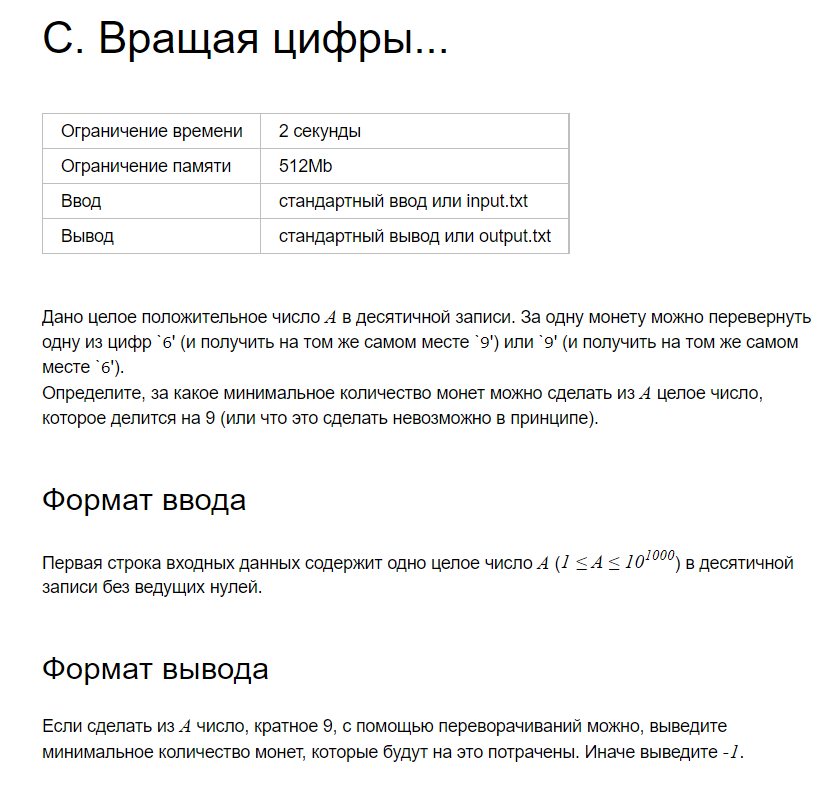 C. Вращая цифры...
Ограничение времени 2 секунды
Ограничение памяти 512Mb
Ввод стандартный ввод или input.txt
Вывод стандартный вывод или output.txt
Дано целое положительное число A в десятичной записи. За одну монету можно перевернуть
одну из цифр `6' (и получить на том же самом месте `9') или `9' (и получить на том же самом
месте `6').
Определите, за какое минимальное количество монет можно сделать из A целое число,
которое делится на 9 (или что это сделать невозможно в принципе).
Формат ввода
Первая строка входных данных содержит одно целое число A (1 ≤ A ≤ 10^1000) в десятичной
записи без ведущих нулей.
Формат вывода
Если сделать из A число, кратное 9, с помощью переворачиваний можно, выведите
минимальное количество монет, которые будут на это потрачены. Иначе выведите -1.